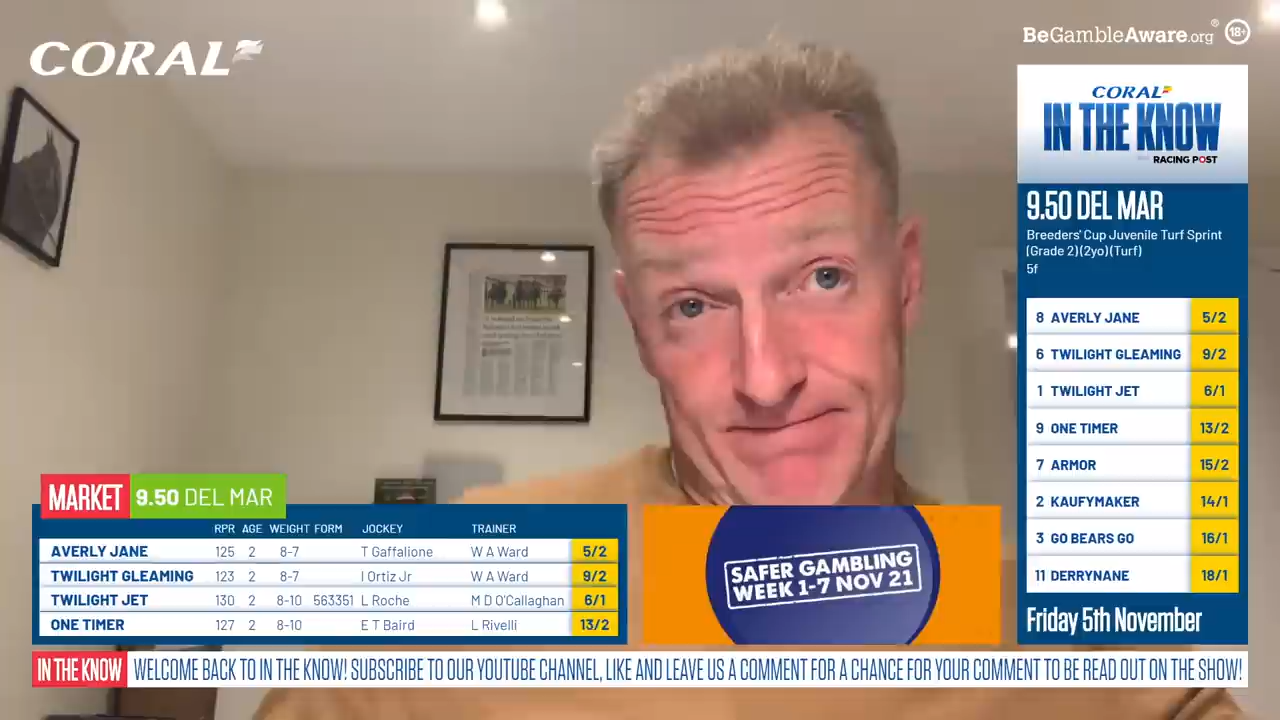 CORAL
BeGambleAware.org® 18+
CORAL
IN THE KNOW
RACING POST
9.50 DEL MAR
Breeders' Cup Juvenile Turf Sprint
(Grade 2)(2yo)(Turf)
5f
8 AVERLY JANE 5/2
6 TWILIGHT GLEAMING 9/2
1 TWILIGHT JET 6/1
9 ONE TIMER 13/2
7 ARMOR 15/2
2 KAUFYMAKER 14/1
3 GO BEARS GO 16/1
11 DERRYNANE 18/1
Friday 5th November
MARKET 9.50 DEL MAR
RPR AGE WEIGHT FORM JOCKEY TRAINER
AVERLY JANE 125 2 8-7 T Gaffalione W A Ward 5/2
TWILIGHT GLEAMING 123 2 8-7 I Ortiz Jr W A Ward 9/2
TWILIGHT JET 130 2 8-10 563351 L Roche M D O'Callaghan 6/1
ONE TIMER 127 2 8-10 E T Baird L Rivelli 13/2
SAFER GAMBLING
WEEK 1-7 NOV 21
IN THE KNOW WELCOME BACK TO IN THE KNOW! SUBSCRIBE TO OUR YOUTUBE CHANNEL, LIKE AND LEAVE US A COMMENT FOR A CHANCE FOR YOUR COMMENT TO BE READ OUT ON THE SHOW!